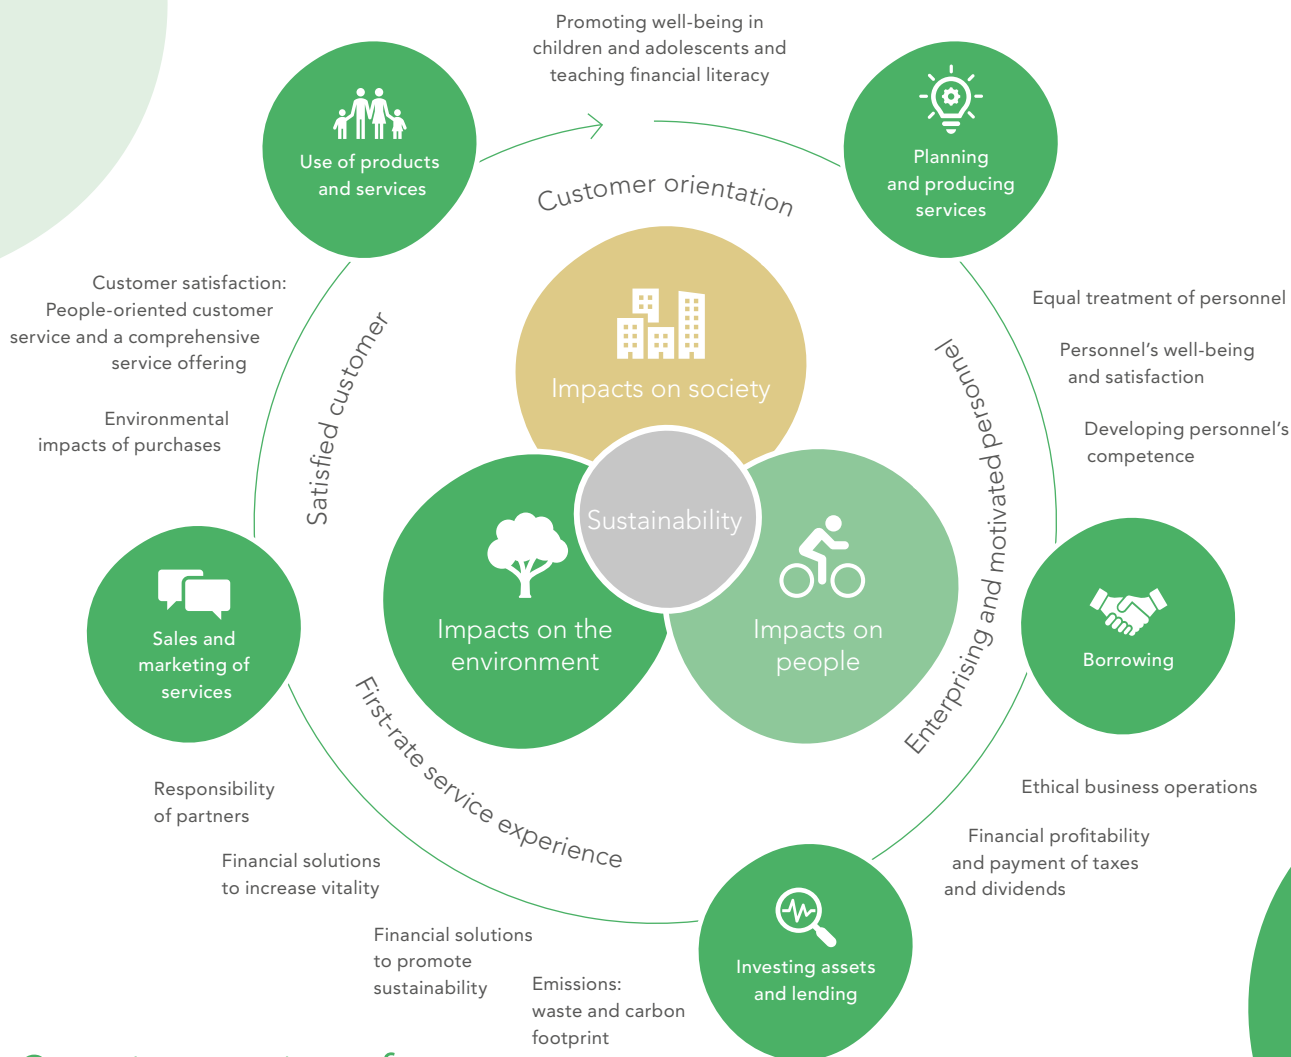 Promoting well-being in
children and adolescents and
teaching financial literacy
Use of products
and services
Planning
and producing
services
Customer orientation
Customer satisfaction:
People-oriented customer
service and a comprehensive
service offering
Environmental
impacts of purchases
Satisfied customer
Impacts on society
Equal treatment of personnel
Personnel's well-being
and satisfaction
Developing personnel's
competence
Enterprising and motivated personnel
Sustainability
Impacts on the
environment
Impacts on
people
Sales and
marketing of
services
Borrowing
First-rate service experience
Responsibility
of partners
Financial solutions
to increase vitality
Financial solutions
to promote
sustainability
Emissions:
waste and carbon
footprint
Investing assets
and lending
Ethical business operations
Financial profitability
and payment of taxes
and dividends